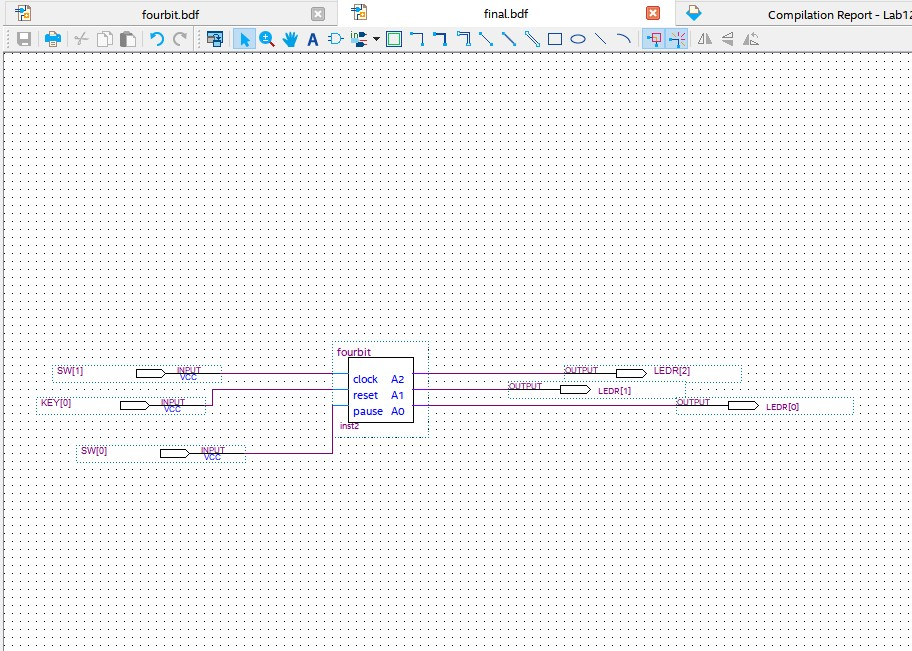 fourbit.bdf
final.bdf
Compilation Report - Lab12
fourbit
SW[1] INPUT VCC
clock A2
OUTPUT LEDR[2]
KEY[0] INPUT VCC
reset A1
OUTPUT LEDR[1]
pause A0
OUTPUT LEDR[0]
inst2
SW[0] INPUT VCC